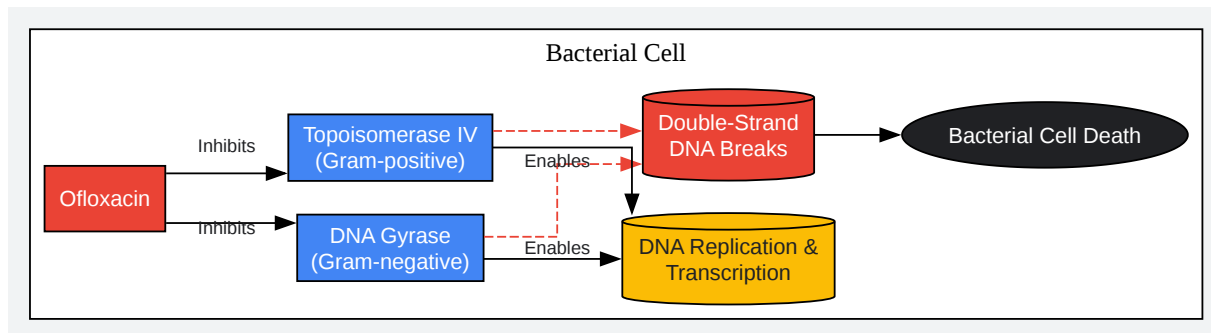 Bacterial Cell
Ofloxacin
Inhibits
Inhibits
Topoisomerase IV
(Gram-positive)
DNA Gyrase
(Gram-negative)
Enables
Enables
Double-Strand
DNA Breaks
DNA Replication &
Transcription
Bacterial Cell Death